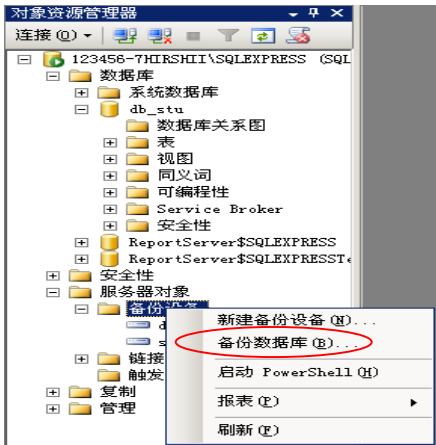 对象资源管理器
连接(O)
123456-7HIRSHII\SQLEXPRESS (SQL
数据库
系统数据库
db_stu
数据库关系图
表
视图
同义词
可编程性
Service Broker
安全性
ReportServer$SQLEXPRESS
ReportServer$SQLEXPRESSTe
安全性
服务器对象
备份设备
新建备份设备(N)...
d
备份数据库(B)...
s
链接
启动 PowerShell(H)
触发
复制
报表(P)
管理
刷新(F)